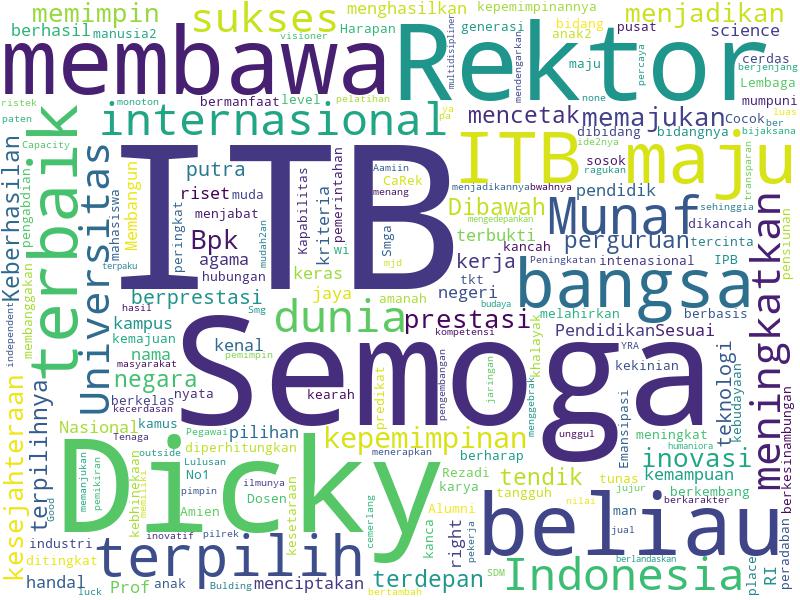 memimpin
sukses
menghasilkan
kepemimpinannya
menjadikan
berhasil
manusia2
visioner
Harapan
generasi
bidang
anak2
pusat
science
membawa
Rektor
multidisipliner
mendengarkan
maju
percaya
cerdas
berjenjang
Lembaga
mumpuni
ristek
monoton
bermanfaat
level
pelatihan
ya
none
luas
paten
internasional
mencetak
memajukan
Cocok
ber
pa
dibidang
bidangnya
bijaksana
Capacity
terbaik
ITB
ITB
maju
ide2nya
ragukan
transparan
sosok
Keberhasilan
pengabdian
Universitas
mahasiswa
Membangun
putra
riset
muda
menjabat
peringkat
Kapabilitas
pemerintahan
kriteria
Aamiin
CaRek
menang
Smga
menjadikannya
bwahnya
pendidik
sehinggia
Dibawah
mengedepankan
Munaf
dikancah
tercinta
Bpk
agama
hubungan
mudah2an
terbukti
kancah
perguruan
Wi
keras
kerja
Peningkatan
intenasional
IPB
pensiunan
meningkatkan
terpaku
membanggakan
independent
berprestasi
jaya
mjd
amanah
tkt
negeri
bangsa
budaya
melahirkan
berbasis
hasil
Smg
kampus
kemajuan
nama
masyarakat
dunia
prestasi
kompetensi
Pendidikan
Sesuai
kenal
pemimpin
Semoga
khalayak
YRA
kekinian
negara
nyata
kearah
predikat
pengembangan
jaringan
menggebrak
teknologi
kebudayaan
berkelas
kecerdasan
kesejahteraan
terpilihnya
Nasional
kamus
pilihan
kepemimpinan
unggul
Emansipasi
meningkat
humaniora
berkesinambungan
Tenaga
Pegawai
diperhitungkan
menerapkan
berharap
inovasi
Dicky
memanjukan
pemikiran
kebhinekaan
memiliki
outside
Lulusan
No1
Rezadi
karya
tendik
tunas
kemampuan
berkembang
Good
pimpin
ilmunya
Amien
Dosen
kesetaraan
cemerlang
Alumni
tangguh
jujur
nilai
berkarakter
beliau
man
jual
inovatif
pilrek
kanca
right
pekerja
industri
ditingkat
terpilih
berlandaskan
place
RI
peradaban
handal
luck
Prof
anak
Bulding
menciptakan
terdepan
bertambah
SDM
Indonesia